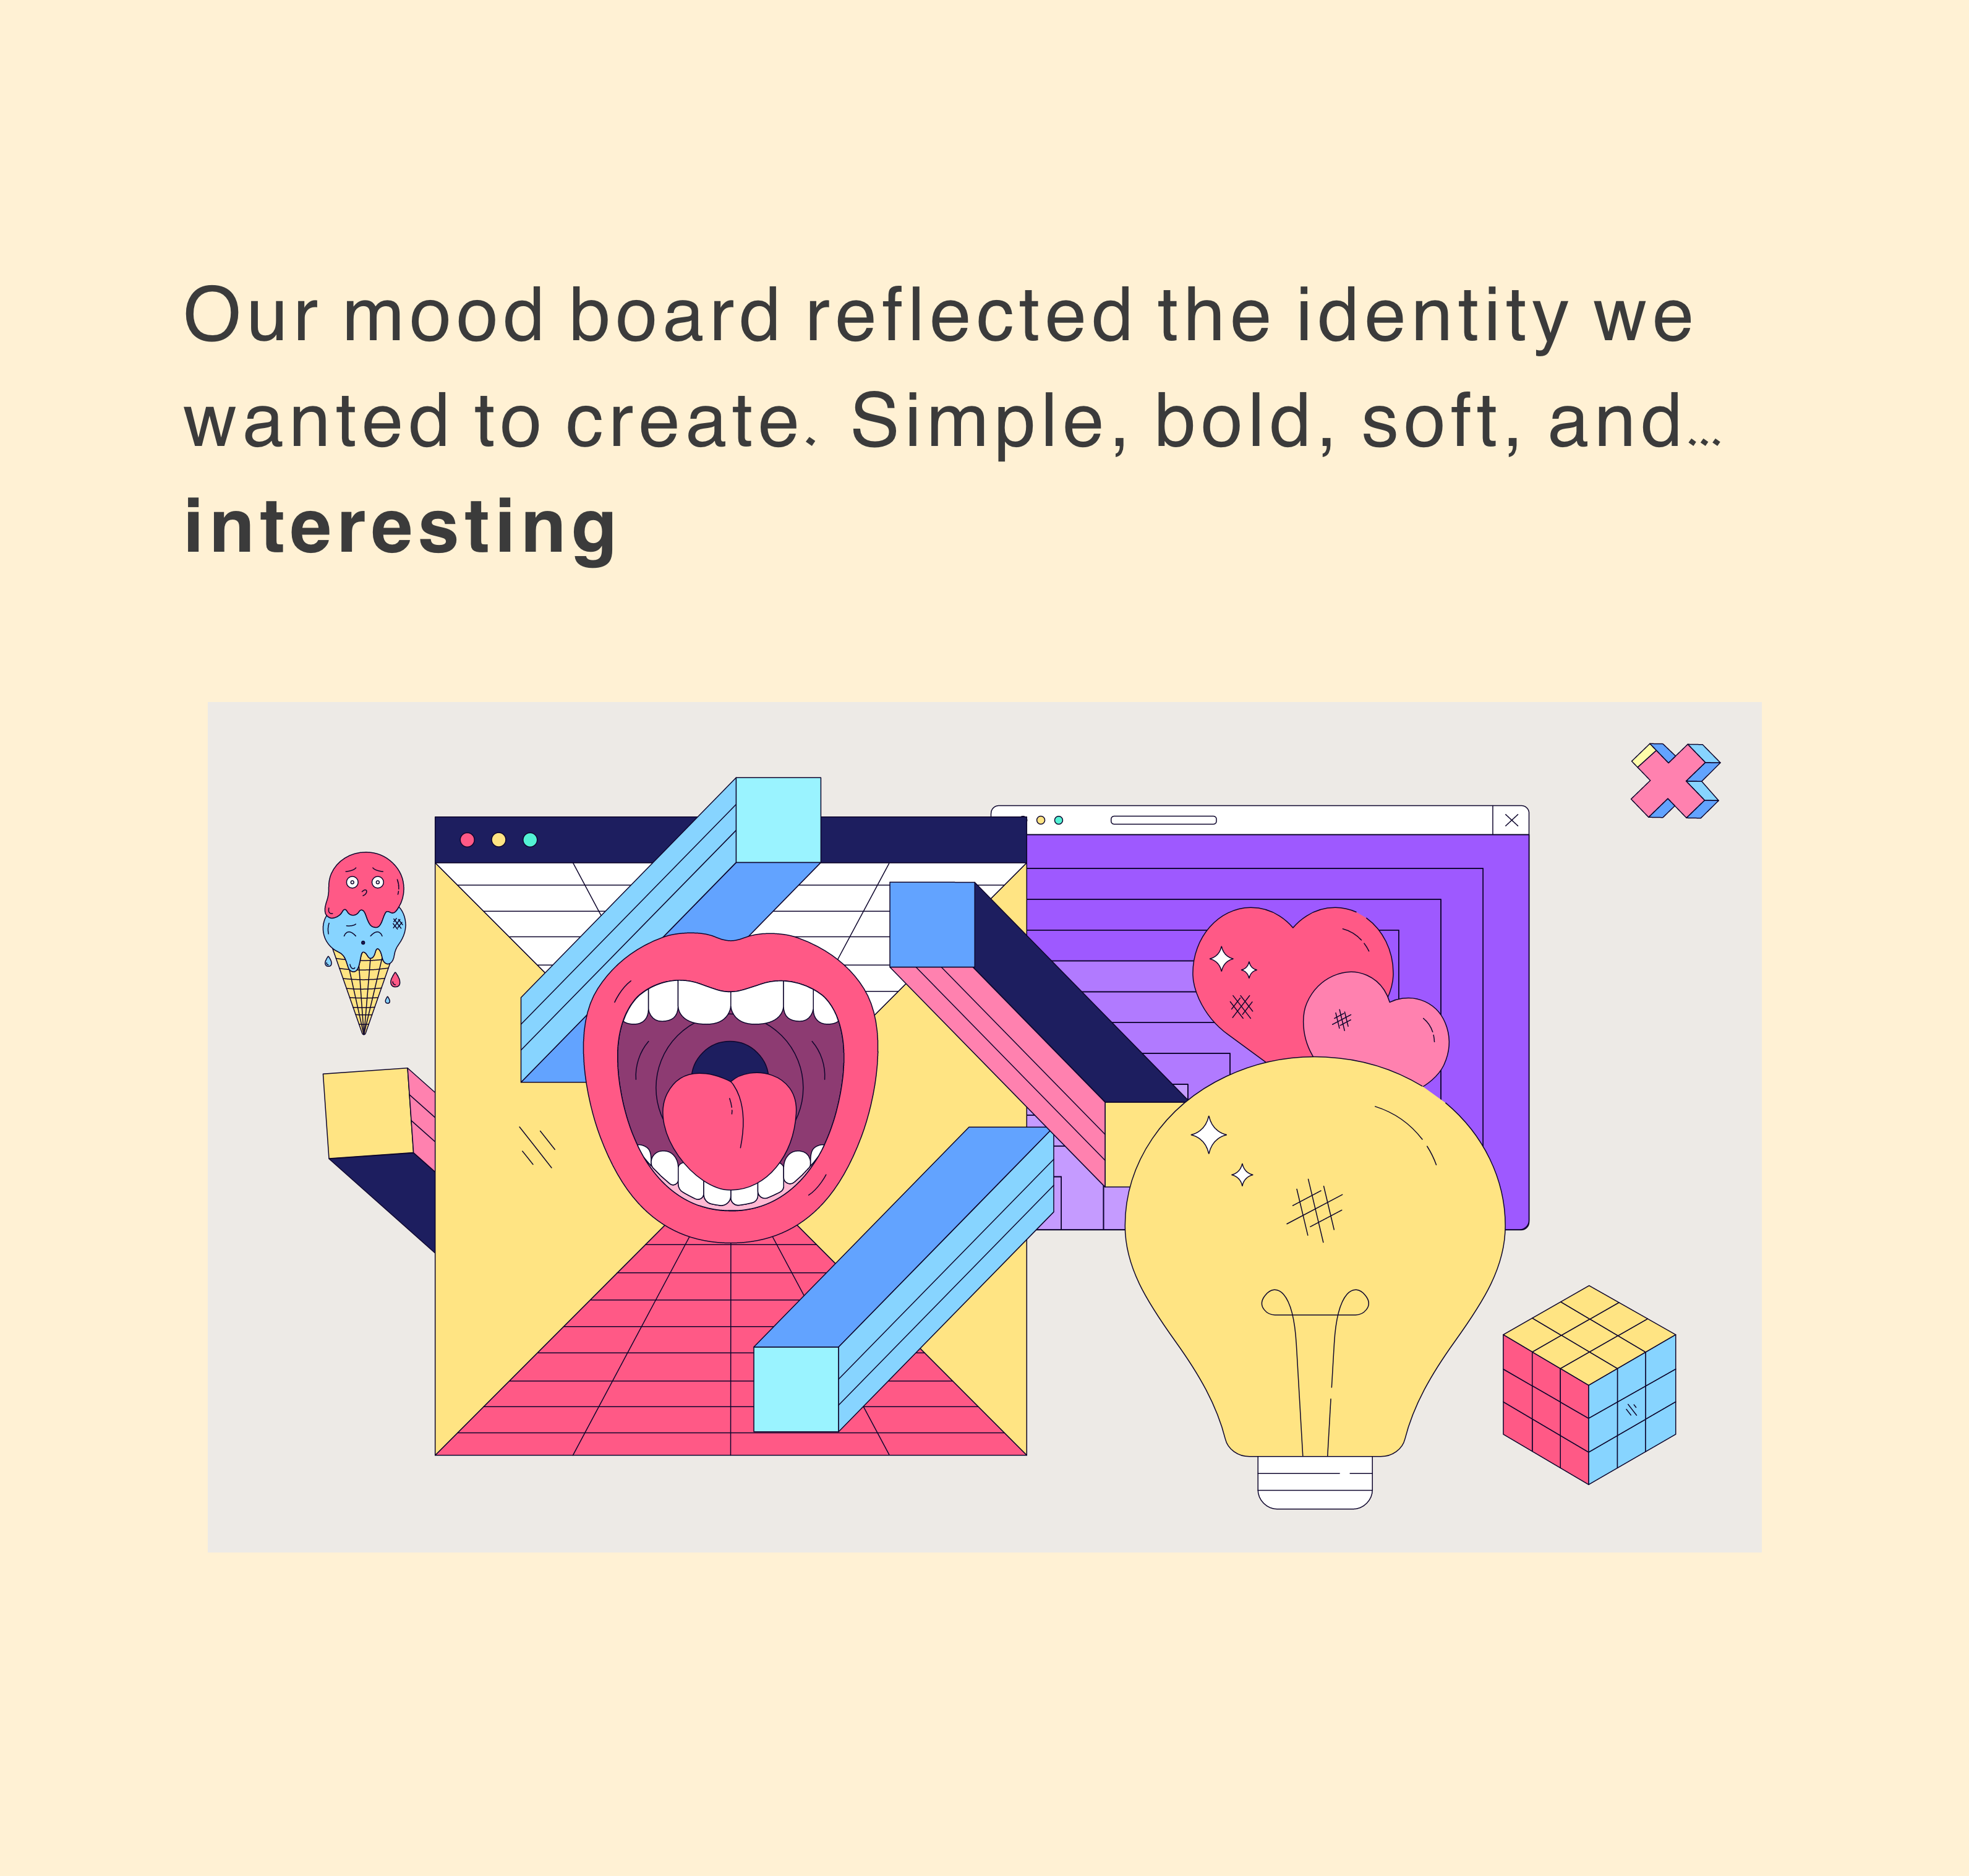 Our mood board reflected the identity we
wanted to create. Simple, bold, soft, and...
interesting